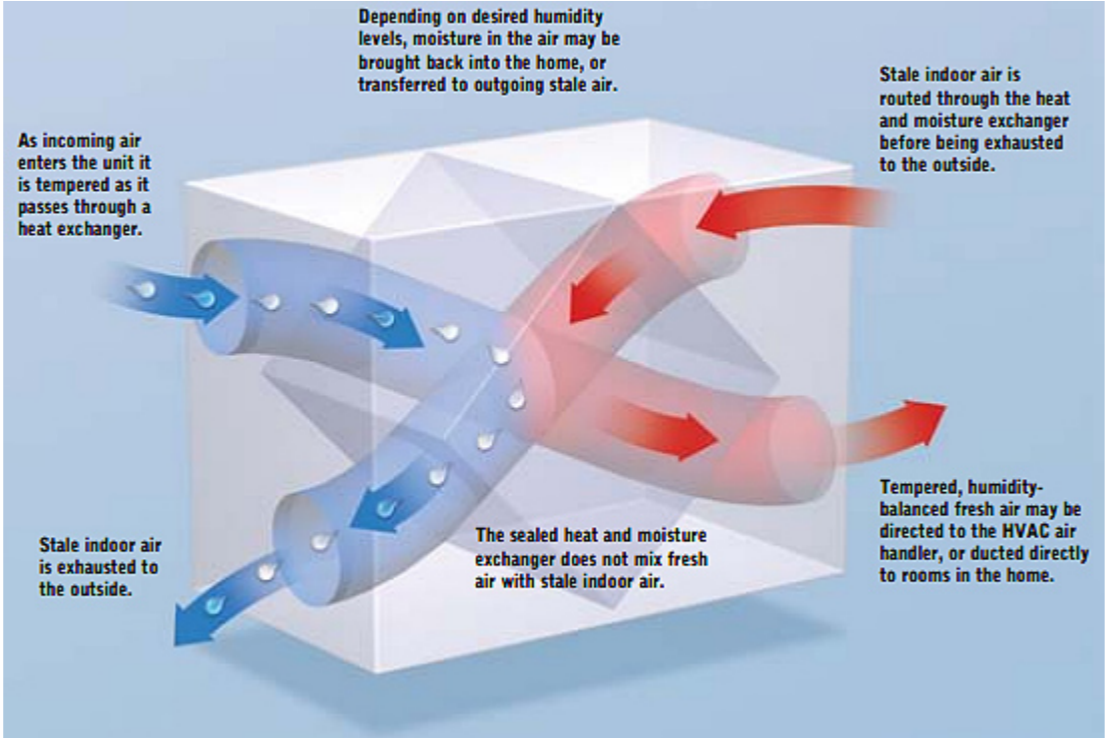 Depending on desired humidity
levels, moisture in the air may be
brought back into the home, or
transferred to outgoing stale air.
Stale indoor air is
routed through the heat
and moisture exchanger
before being exhausted
to the outside.
As incoming air
enters the unit it
is tempered as it
passes through a
heat exchanger.
Stale indoor air
is exhausted to
the outside.
The sealed heat and moisture
exchanger does not mix fresh
air with stale indoor air.
Tempered, humidity-
balanced fresh air may be
directed to the HVAC air
handler, or ducted directly
to rooms in the home.